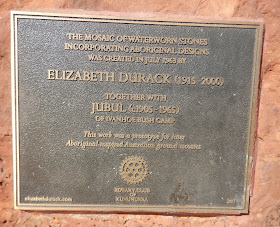 THE MOSAIC OF WATERWORN STONES
INCORPORATING ABORIGINAL DESIGNS
WAS CREATED IN JULY 1963 BY
ELIZABETH DURACK (1915 - 2000)
TOGETHER WITH
JUBUL (c.1905 - 1965)
OF IVANHOE BUSH CAMP
This work was a prototype for later
Aboriginal-inspired Australian ground mosaics
ROTARY CLUB
OF
KUNUNURRA
elizabethdurack.com